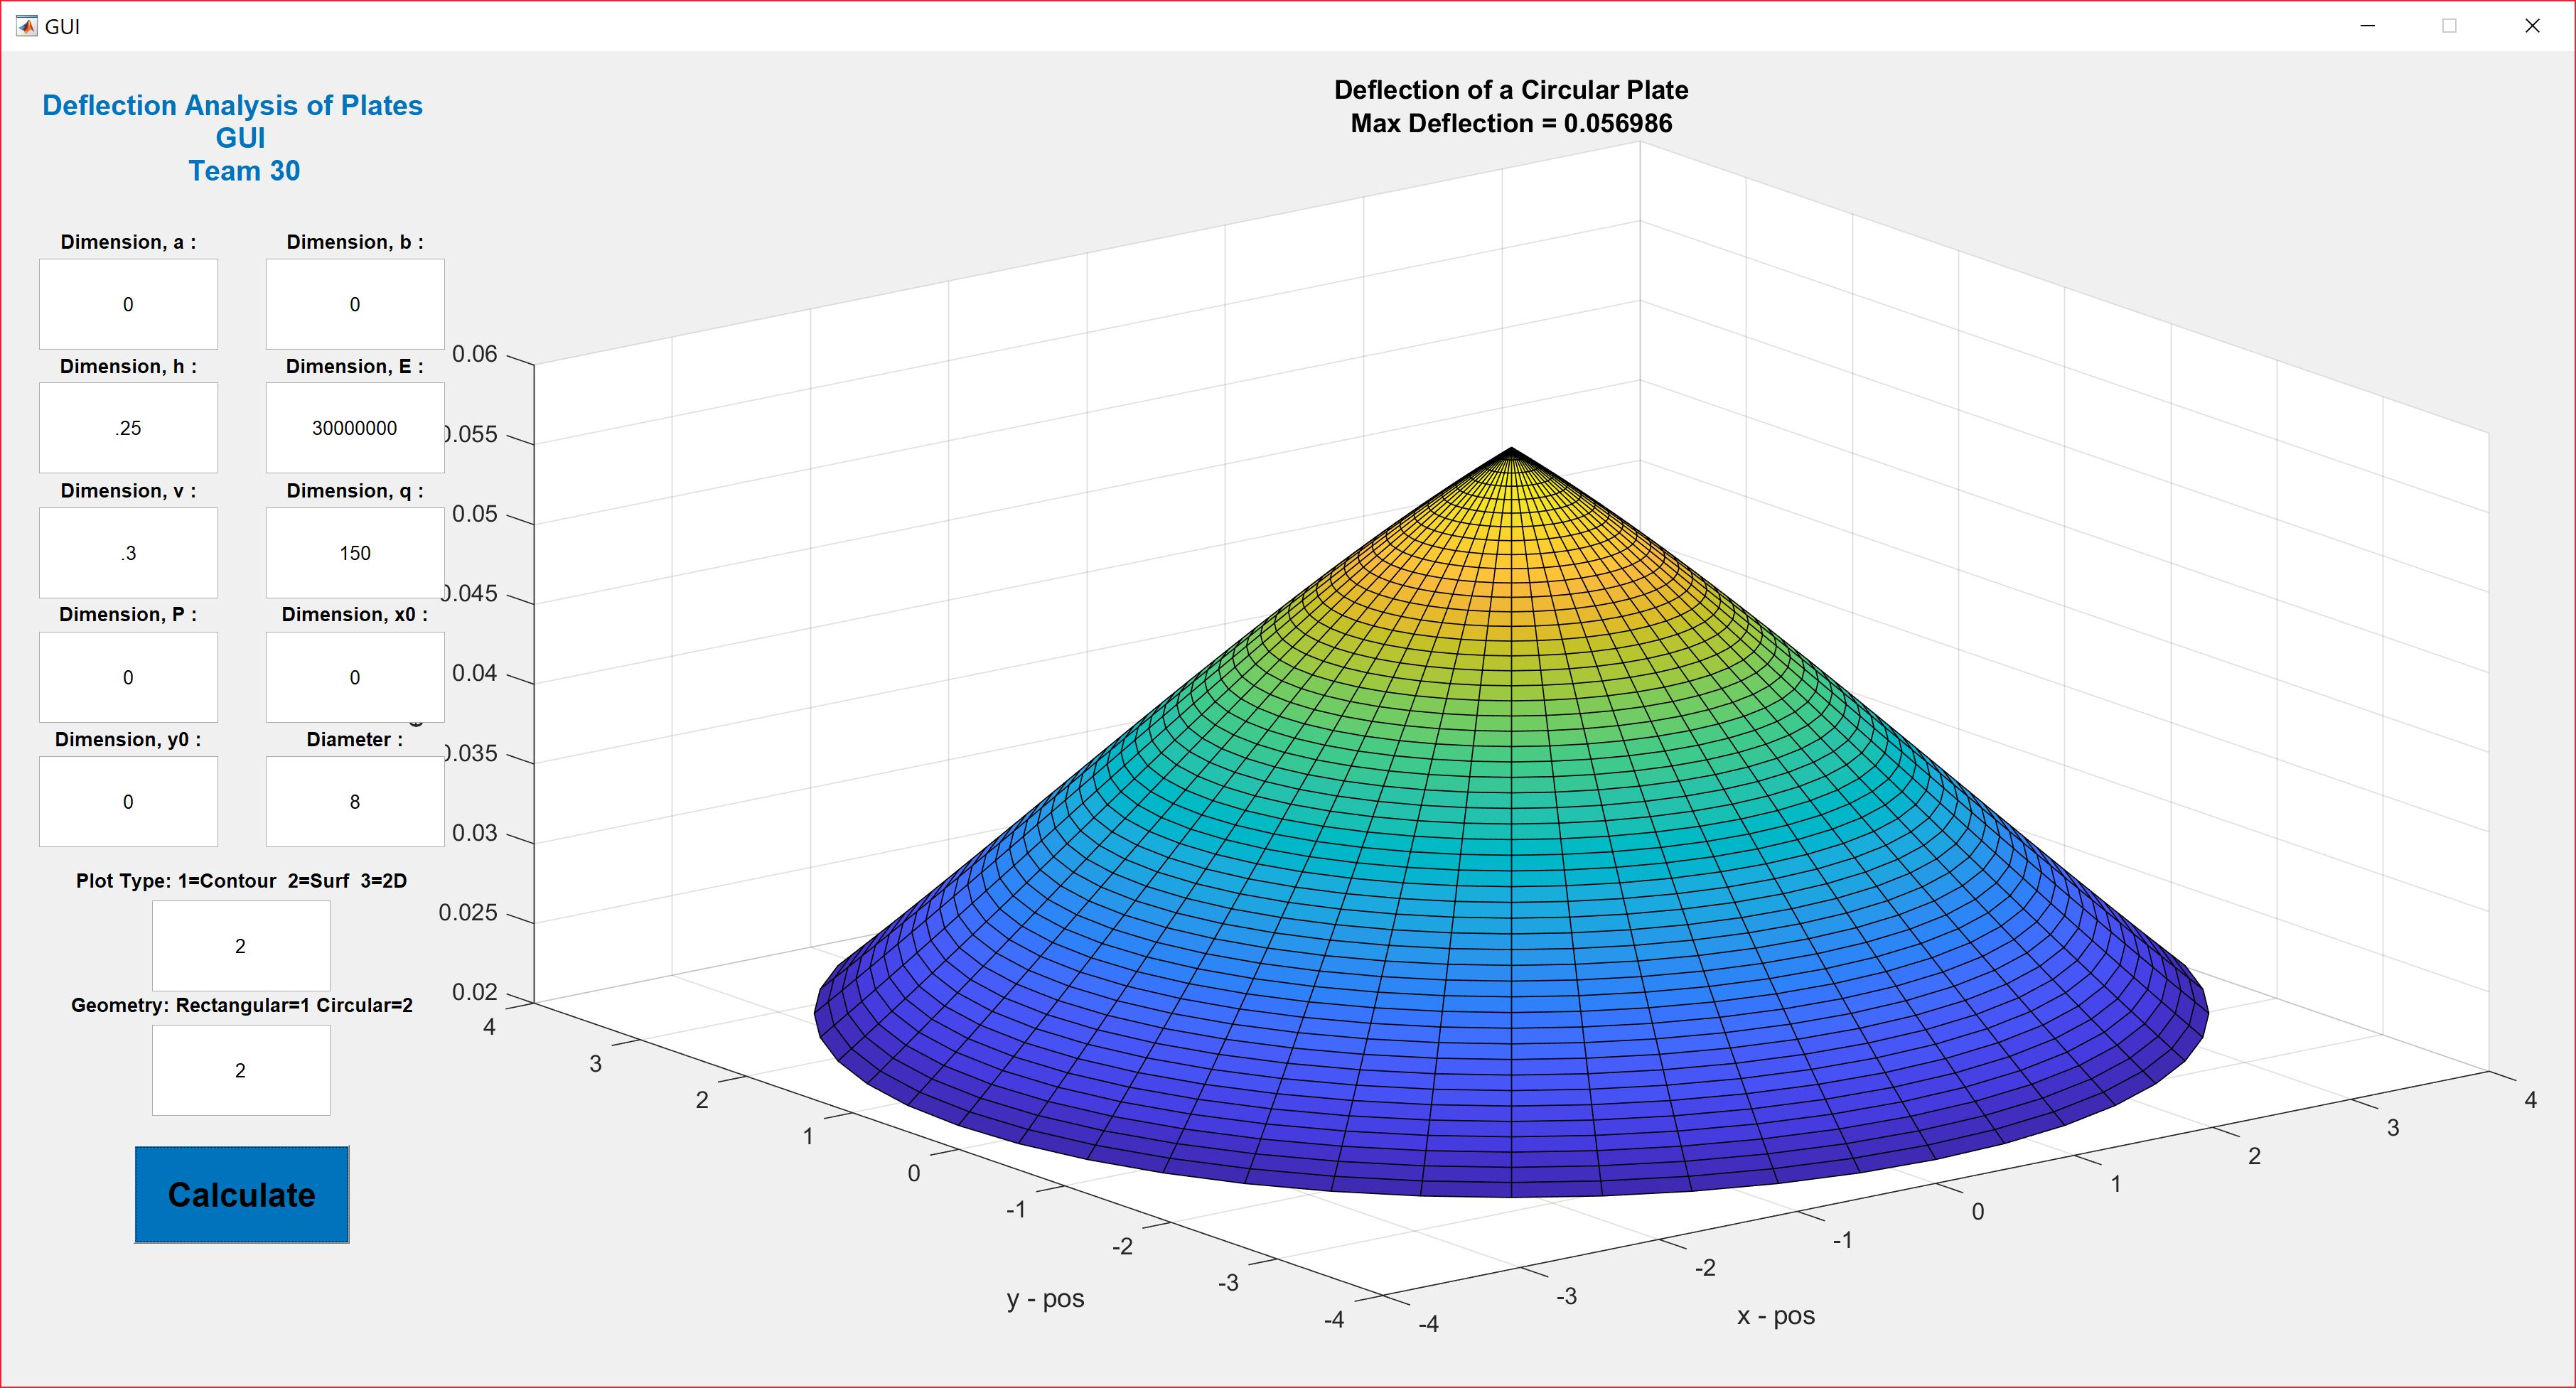 GUI
Deflection Analysis of Plates
GUI
Team 30
Dimension, a :
Dimension, b :
0
0
Dimension, h :
Dimension, E :
.25
30000000
Dimension, v :
Dimension, q :
.3
150
Dimension, P :
Dimension, x0 :
0
0
Dimension, y0 :
Diameter :
0
8
Plot Type: 1=Contour  2=Surf  3=2D
2
Geometry: Rectangular=1 Circular=2
2
Calculate
Deflection of a Circular Plate
Max Deflection = 0.056986
0.06
0.055
0.05
0.045
0.04
0.035
0.03
0.025
0.02
4
3
2
1
0
-1
-2
-3
-4
y - pos
-4
-3
-2
-1
0
1
2
3
4
x - pos